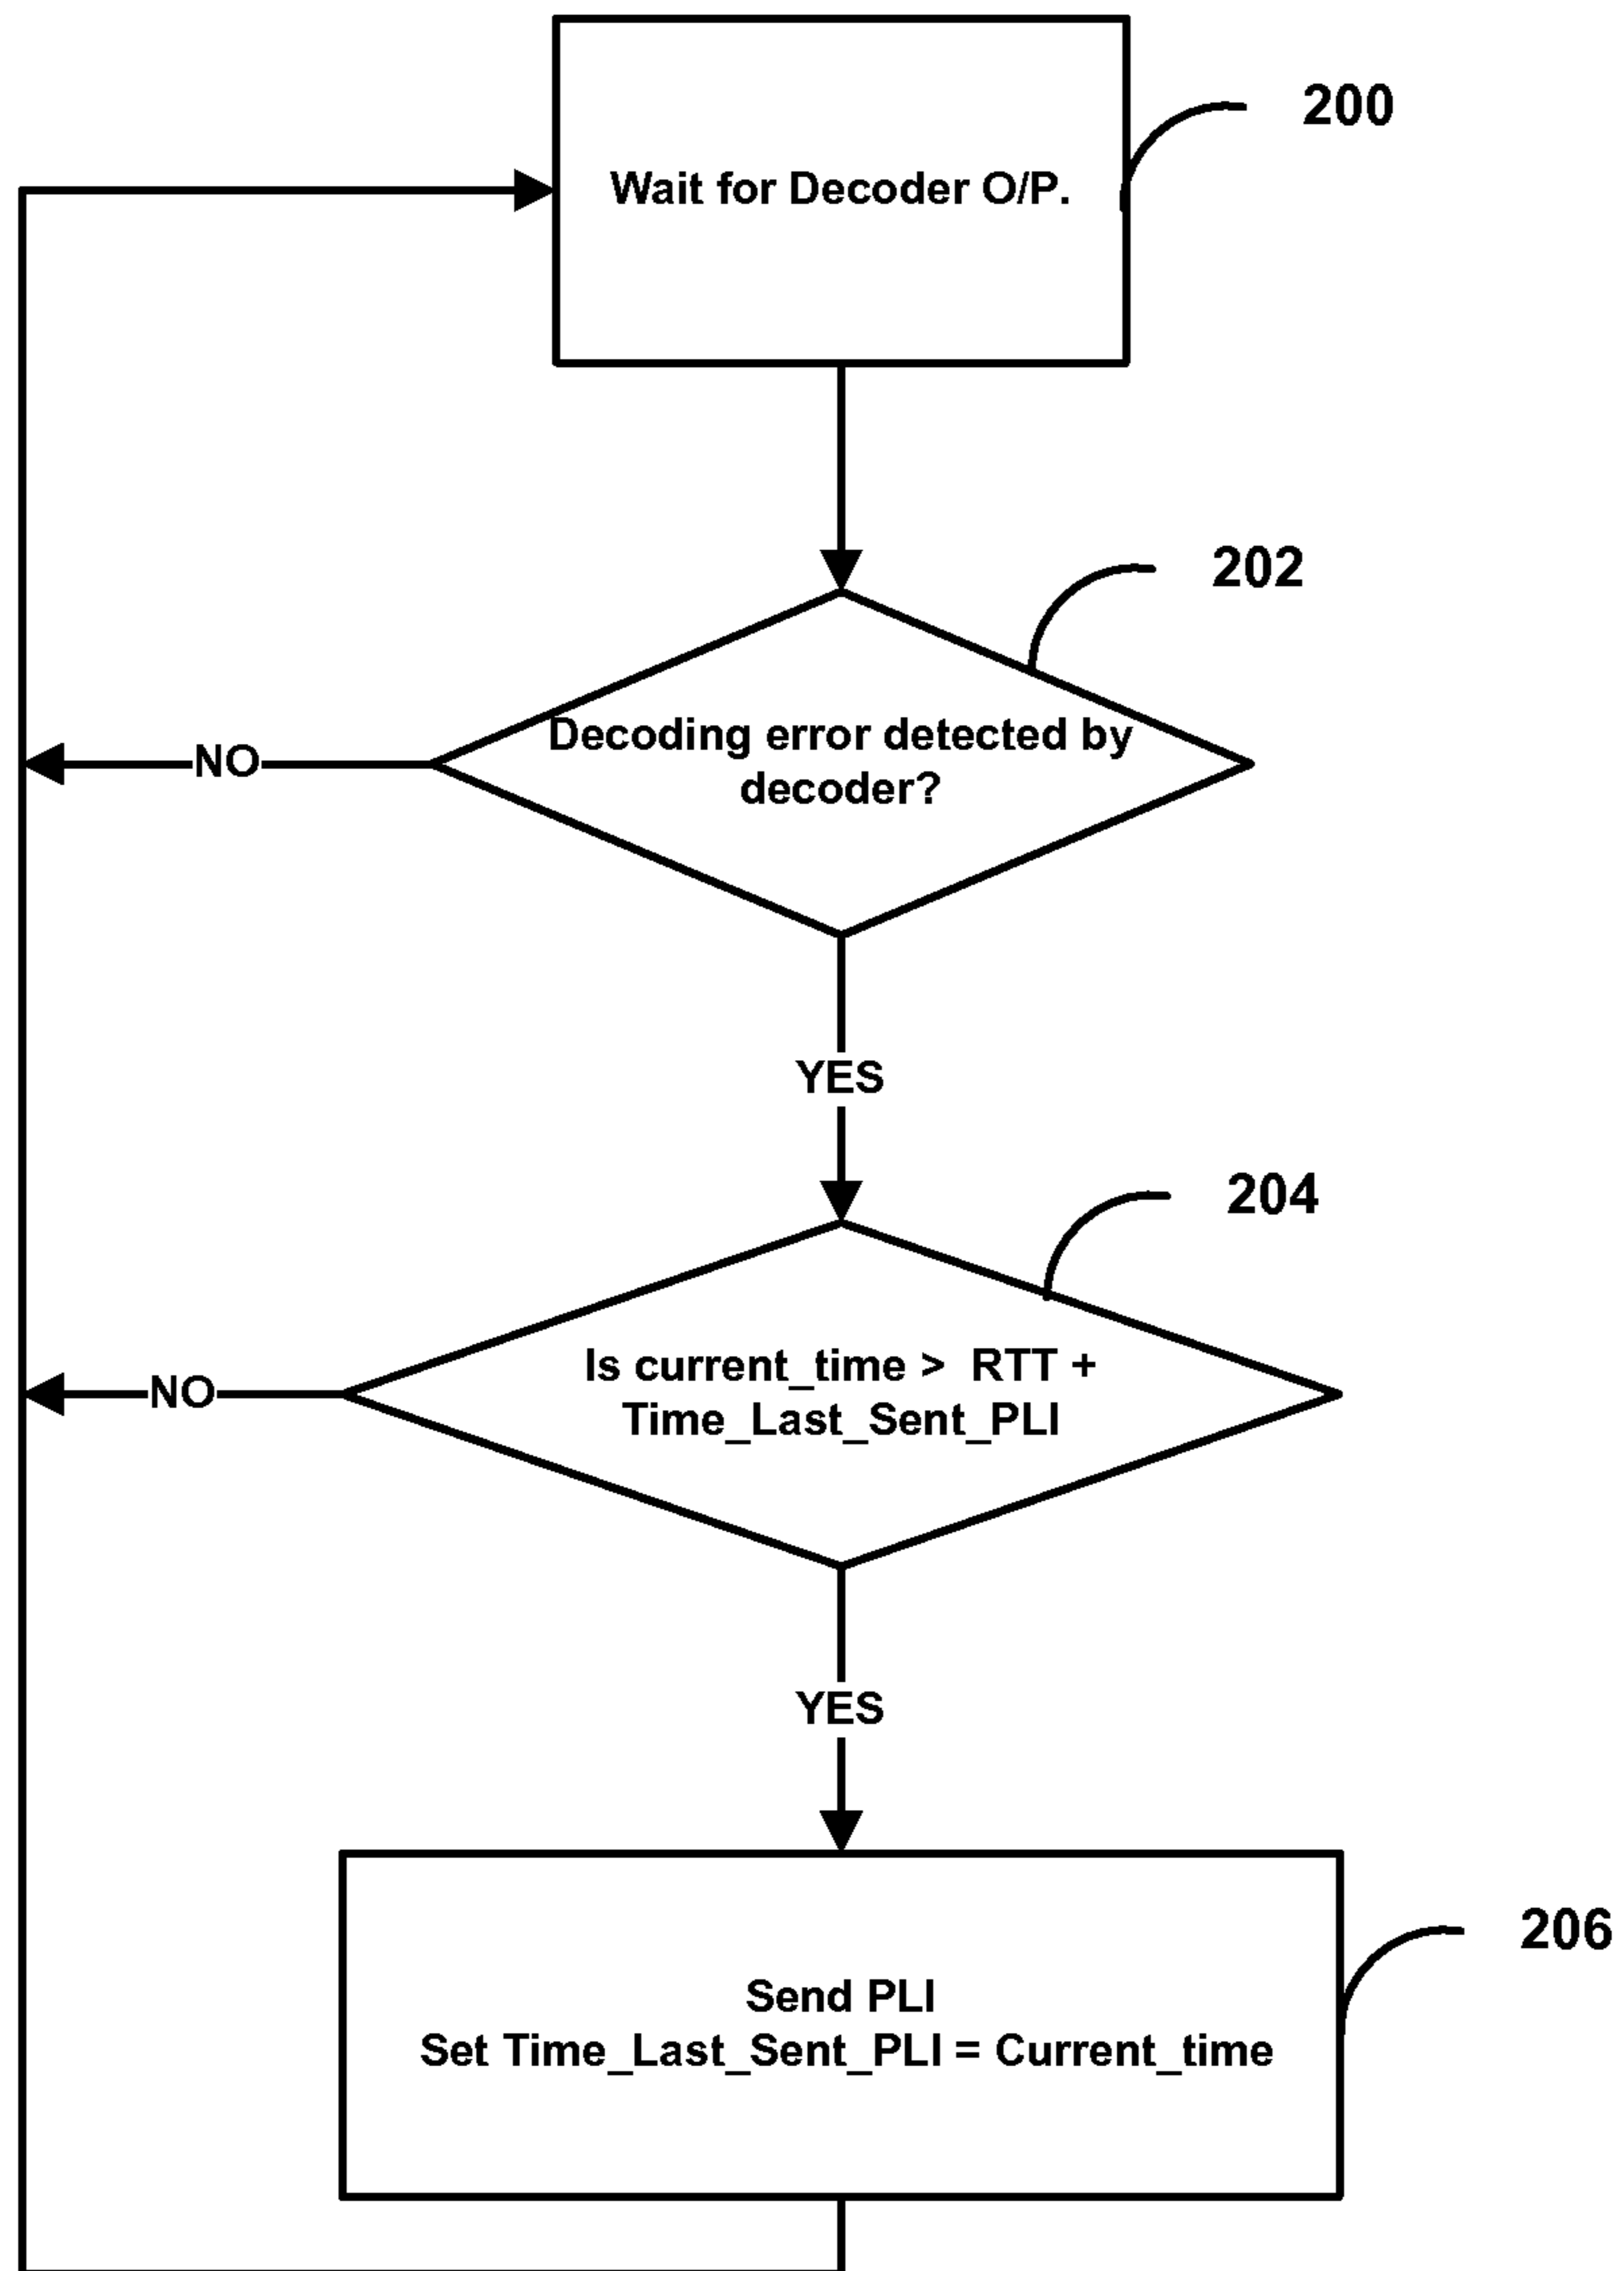 200
Wait for Decoder O/P.
202
Decoding error detected by
decoder?
NO
YES
204
Is current_time > RTT +
Time_Last_Sent_PLI
NO
YES
206
Send PLI
Set Time_Last_Sent_PLI = Current_time